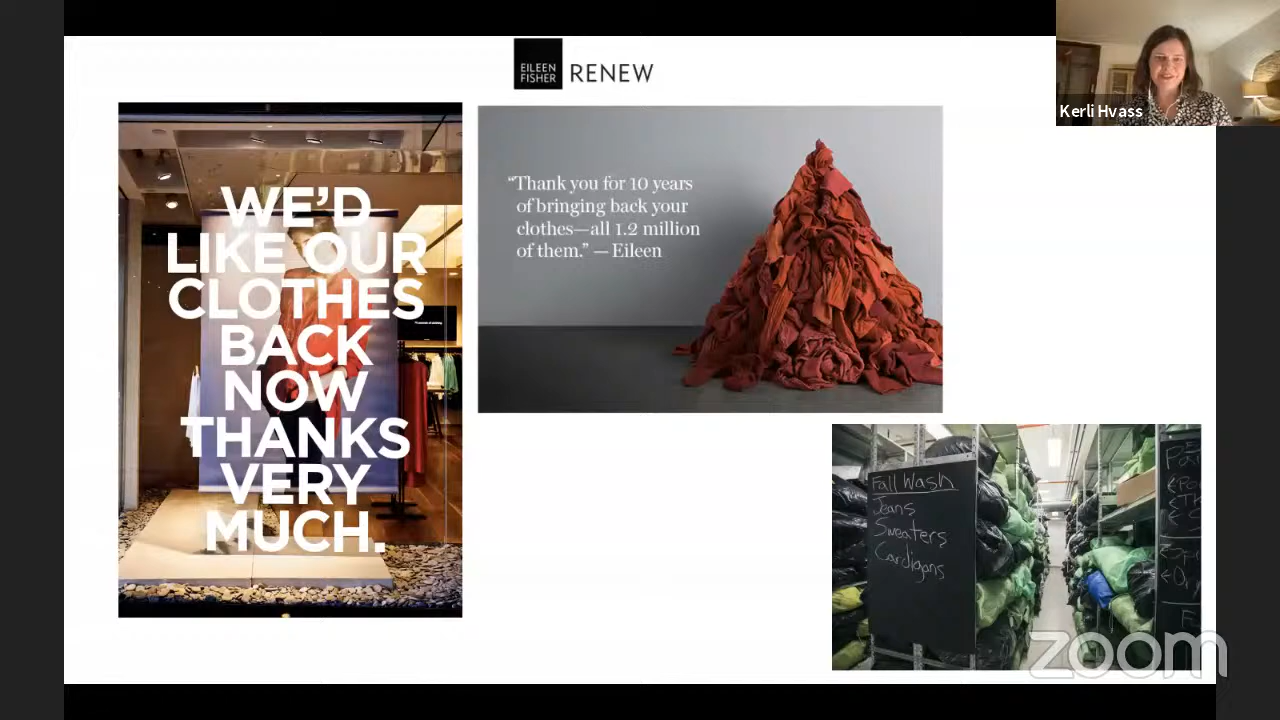 EILEEN
FISHER
RENEW
Kerli Hvass
WE'D
LIKE OUR
CLOTHES
BACK
NOW
THANKS
VERY
MUCH.
“Thank you for 10 years
of bringing back your
clothes—all 1.2 million
of them.” — Eileen
Fall Wash
Jeans
Sweaters
Cardigans
zoom